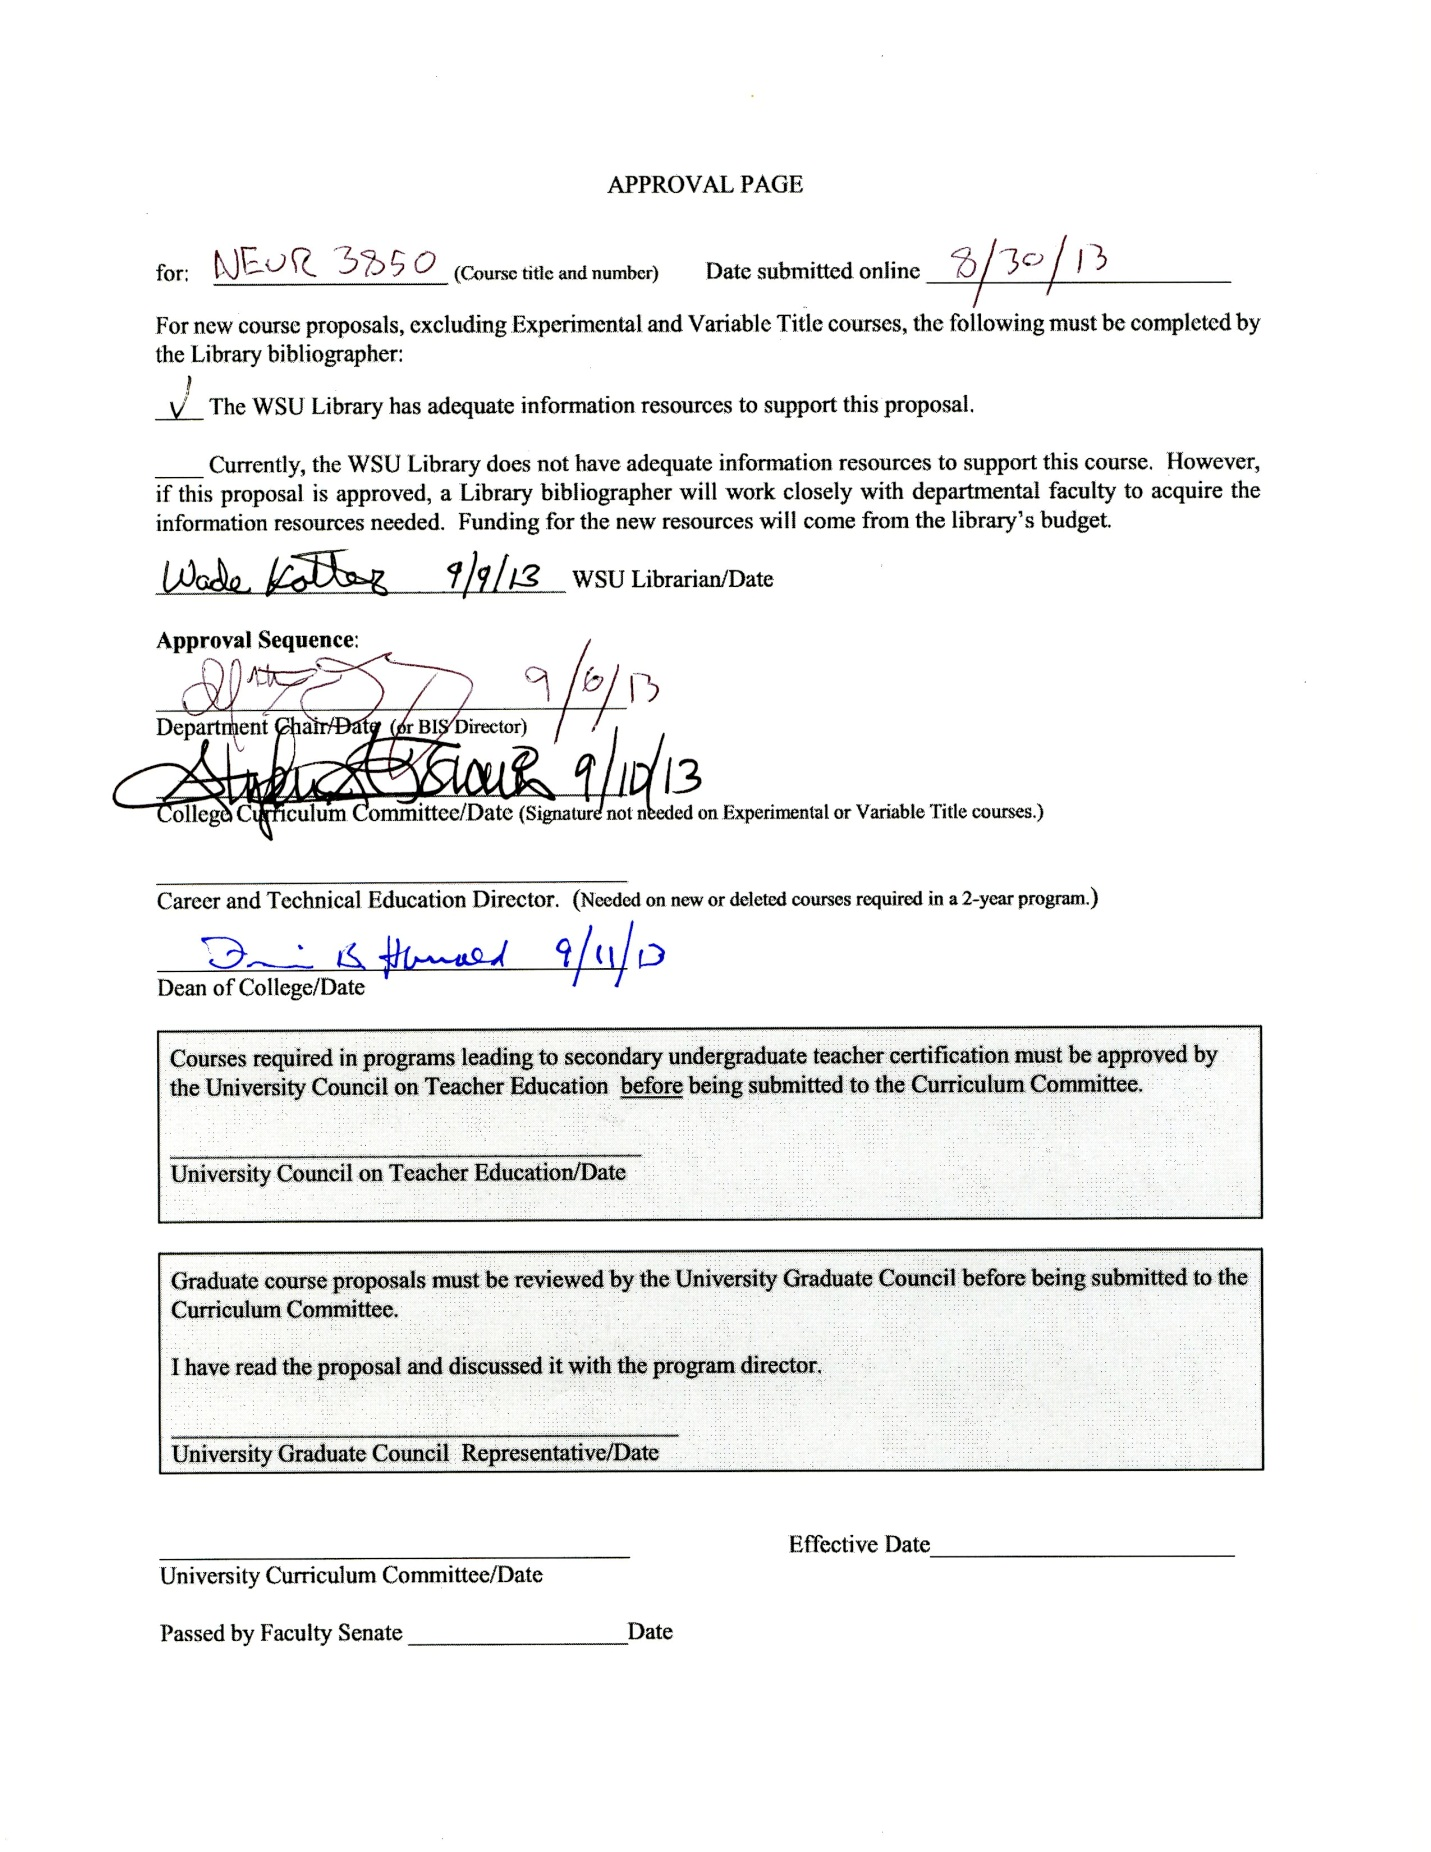 APPROVAL PAGE
for: NEUR 3850 (Course title and number) Date submitted online 8/30/13
For new course proposals, excluding Experimental and Variable Title courses, the following must be completed by
the Library bibliographer:
√ The WSU Library has adequate information resources to support this proposal.
____ Currently, the WSU Library does not have adequate information resources to support this course. However,
if this proposal is approved, a Library bibliographer will work closely with departmental faculty to acquire the
information resources needed. Funding for the new resources will come from the library's budget.
Wade Kotter 9/9/13 WSU Librarian/Date
Approval Sequence:
9/6/13
Department Chair/Date (or BIS Director)
9/10/13
College Curriculum Committee/Date (Signature not needed on Experimental or Variable Title courses.)
Career and Technical Education Director. (Needed on new or deleted courses required in a 2-year program.)
9/11/13
Dean of College/Date
Courses required in programs leading to secondary undergraduate teacher certification must be approved by
the University Council on Teacher Education before being submitted to the Curriculum Committee.
University Council on Teacher Education/Date
Graduate course proposals must be reviewed by the University Graduate Council before being submitted to the
Curriculum Committee.
I have read the proposal and discussed it with the program director.
University Graduate Council Representative/Date
Effective Date____
University Curriculum Committee/Date
Passed by Faculty Senate ____Date